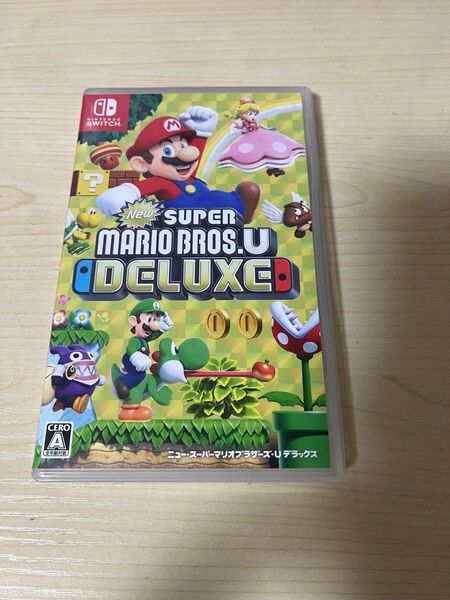 NINTENDO
SWITCH
M
?
New
SUPER
MARIO BROS.U
DELUXE
L
CERO
A
全年齢対象
ニュー・スーパーマリオブラザーズ・U デラックス